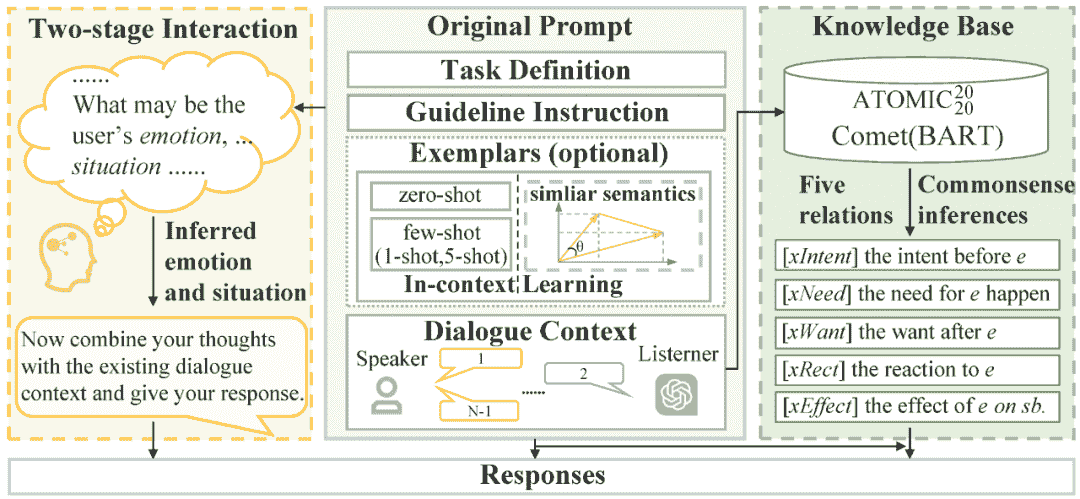 Two-stage Interaction
......
What may be the
user's emotion, ...
situation ......
Inferred
emotion
and situation
Now combine your thoughts
with the existing dialogue
context and give your response.
Original Prompt
Task Definition
Guideline Instruction
Exemplars (optional)
zero-shot
few-shot
(1-shot,5-shot)
simliar semantics
θ
In-context Learning
Dialogue Context
Speaker
Listerner
1
2
......
N-1
Knowledge Base
ATOMIC²⁰₂₀
Comet(BART)
Five
relations
Commonsense
inferences
[xIntent] the intent before e
[xNeed] the need for e happen
[xWant] the want after e
[xRect] the reaction to e
[xEffect] the effect of e on sb.
Responses